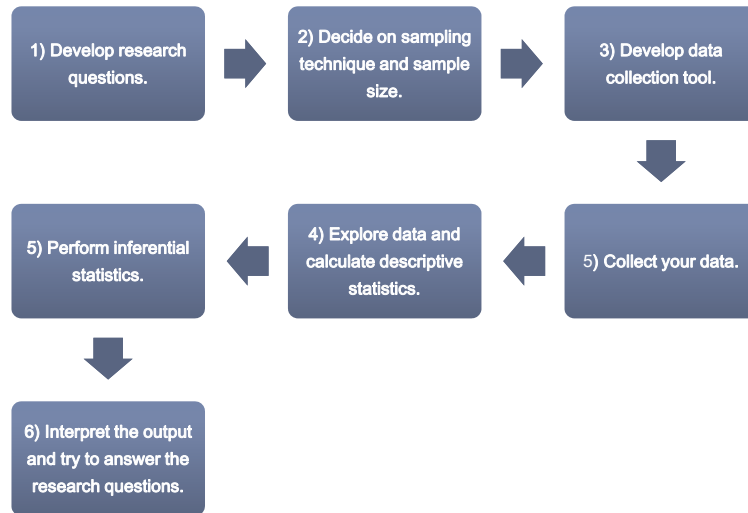 1) Develop research
questions.
2) Decide on sampling
technique and sample
size.
3) Develop data
collection tool.
5) Collect your data.
4) Explore data and
calculate descriptive
statistics.
5) Perform inferential
statistics.
6) Interpret the output
and try to answer the
research questions.